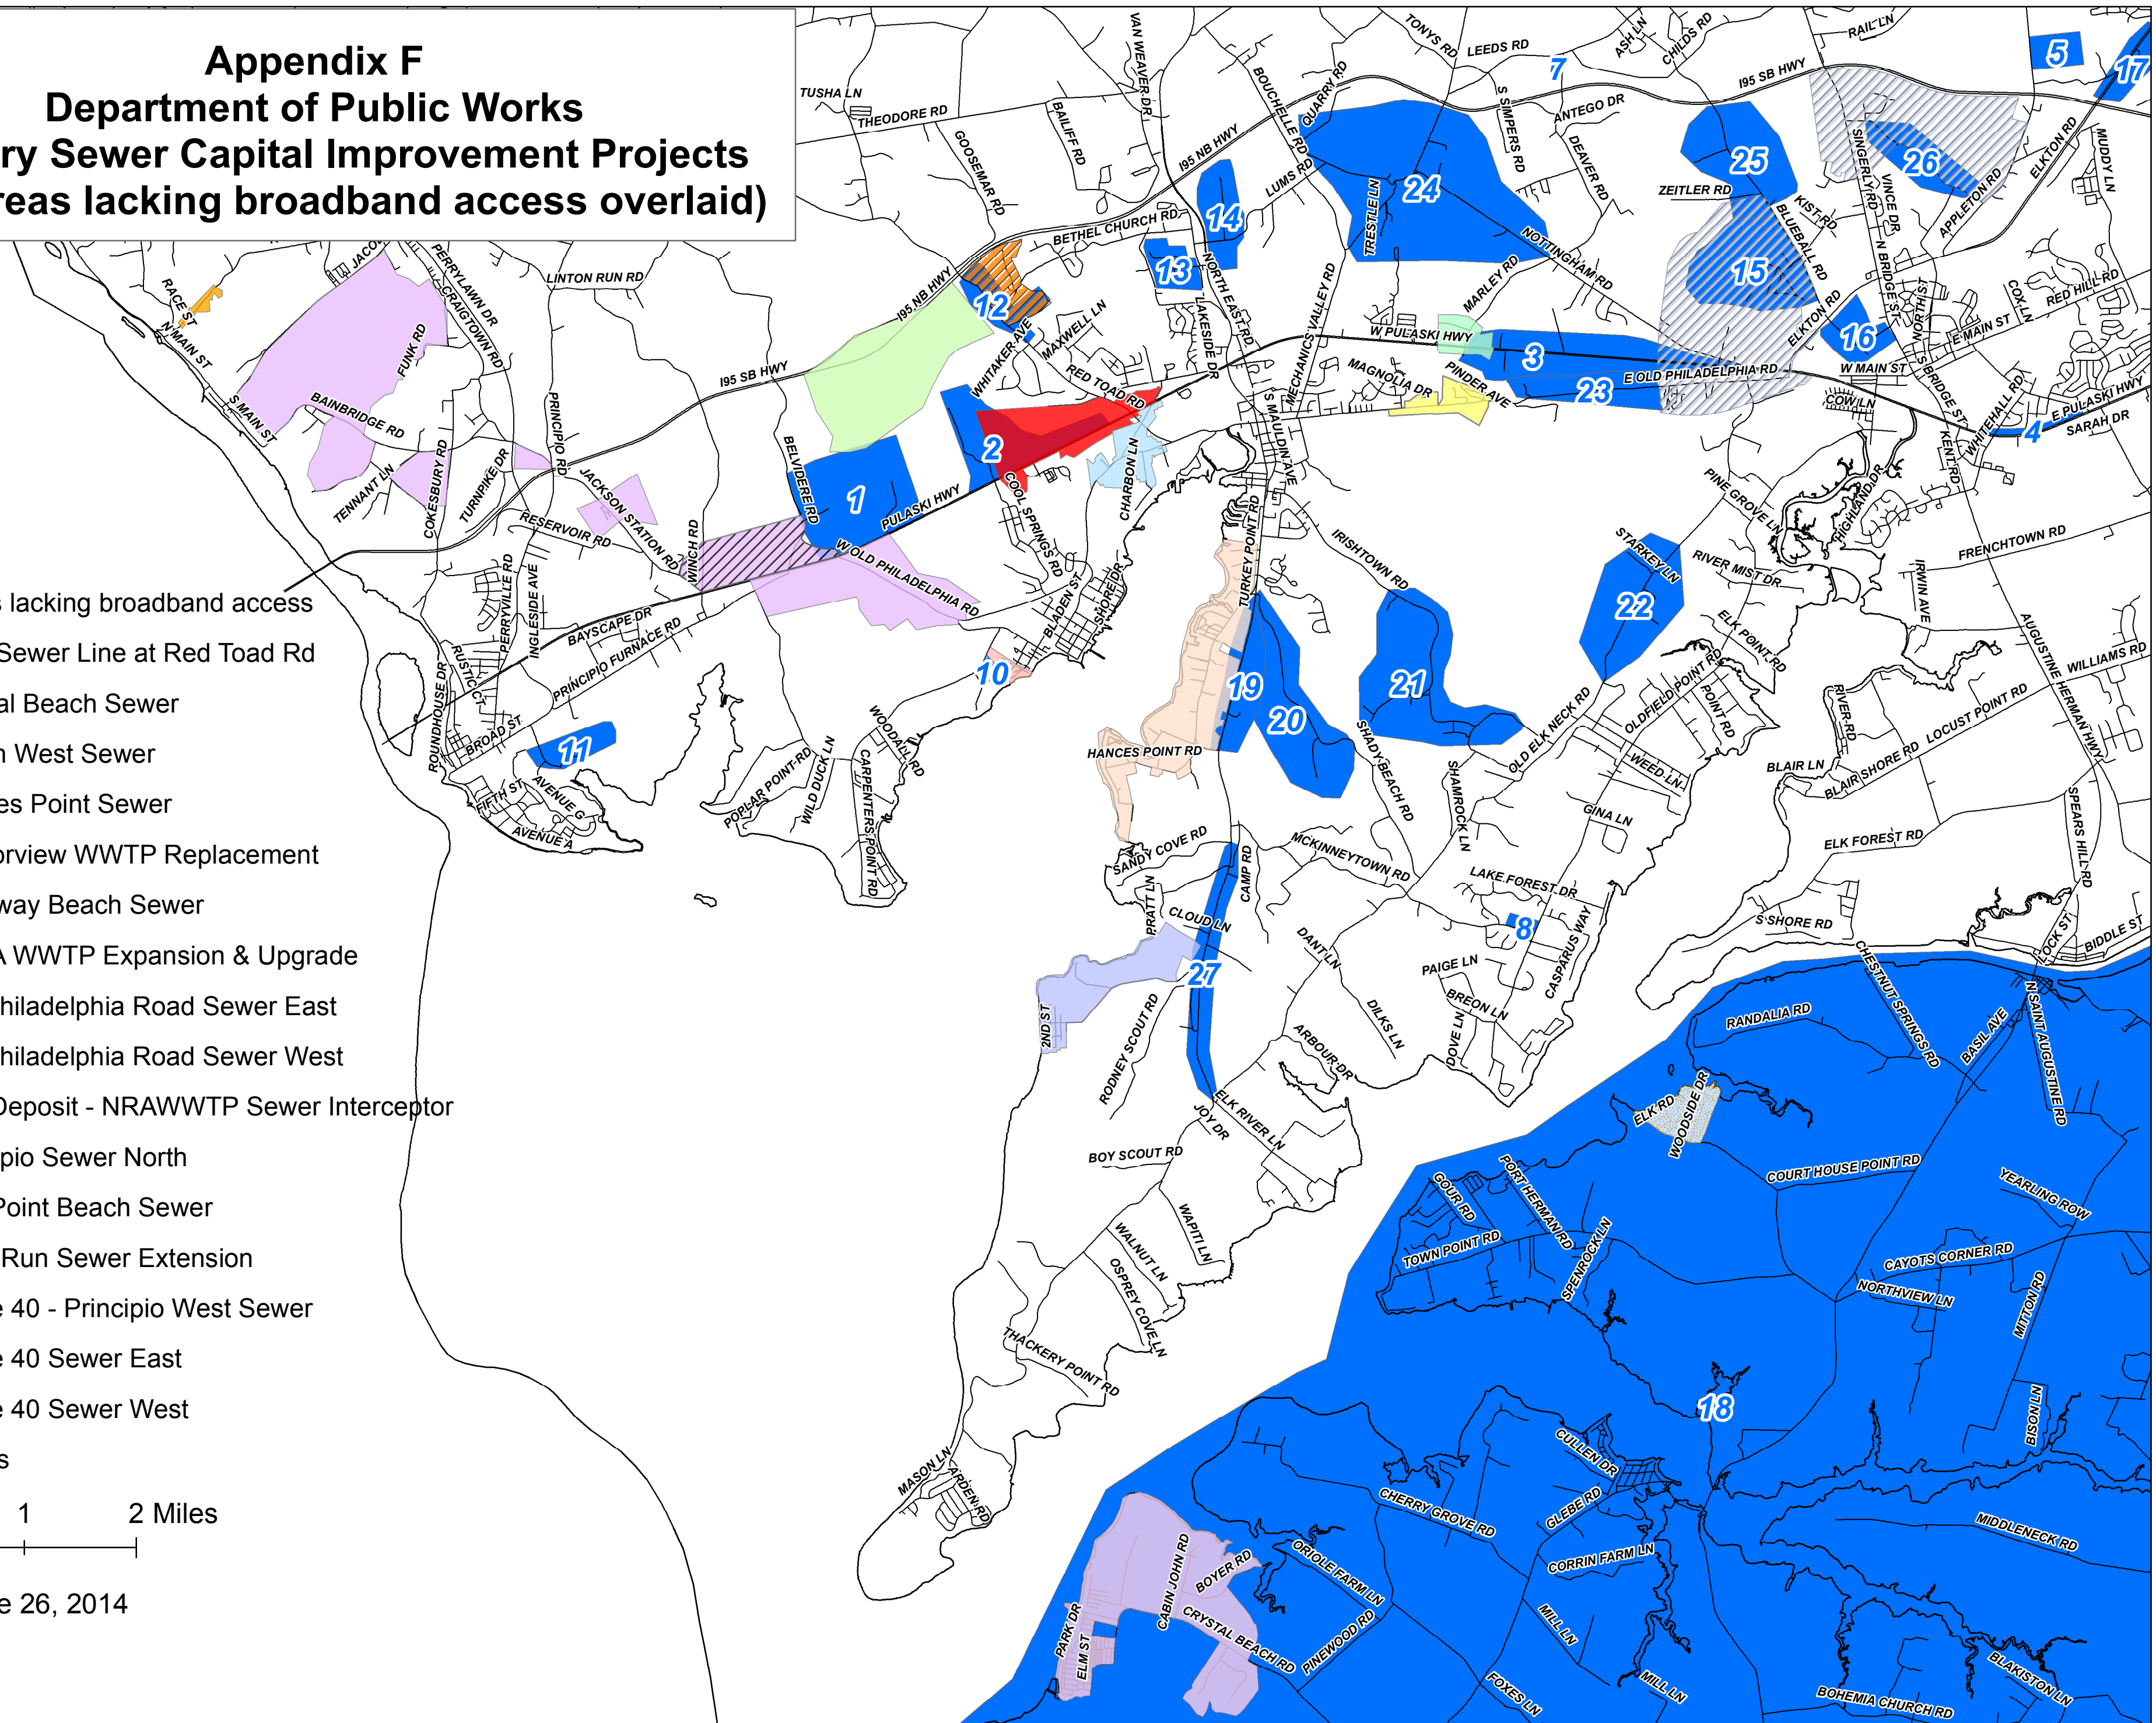 Appendix F
Department of Public Works
ry Sewer Capital Improvement Projects
reas lacking broadband access overlaid)
s lacking broadband access
Sewer Line at Red Toad Rd
al Beach Sewer
n West Sewer
es Point Sewer
orview WWTP Replacement
way Beach Sewer
A WWTP Expansion & Upgrade
hiladelphia Road Sewer East
hiladelphia Road Sewer West
Deposit - NRAWWTP Sewer Interceptor
ipio Sewer North
Point Beach Sewer
Run Sewer Extension
e 40 - Principio West Sewer
e 40 Sewer East
e 40 Sewer West
s
1 2 Miles
e 26, 2014
TUSHA LN
THEODORE RD
VAN WEAVER DR
BAILIFF RD
GOOSEMAR RD
BOUCHELLE RD
QUARRY RD
TONYS RD
LEEDS RD
S SIMPERS RD
7
ANTEGO DR
DEAVER RD
ASH LN
CHILDS RD
I95 SB HWY
RAIL LN
5
17
ELKTON RD
MUDDY LN
I95 NB HWY
LUMS RD
BETHEL CHURCH RD
14
13
24
TRESTLE LN
NOTTINGHAM RD
25
ZEITLER RD
KIST RD
BLUEBALL RD
SINGERLY RD
VINCE DR
26
APPLETON RD
15
N BRIDGE ST
NORTH ST
COX LN
RED HILL RD
E MAIN ST
ELKTON RD
16
W MAIN ST
S BRIDGE ST
COW LN
WHITEHALL RD
E PULASKI HWY
SARAH DR
4
KENT RD
JACO
PERRYLAWN DR
CRAIGTOWN RD
LINTON RUN RD
RACE ST
N MAIN ST
FUNK RD
S MAIN ST
BAINBRIDGE RD
TENNANT LN
COKESBURY RD
TURNPIKE DR
PRINCIPIO RD
I95 SB HWY
I95 NB HWY
12
WHITAKER AVE
MAXWELL LN
RED TOAD RD
LAKESIDE DR
NORTH EAST RD
MECHANICS VALLEY RD
MARLEY RD
W PULASKI HWY
3
MAGNOLIA DR
PINDER AVE
23
E OLD PHILADELPHIA RD
S MAULDIN AVE
2
1
BELVIDERE RD
PULASKI HWY
COOL SPRINGS RD
CHARBON LN
JACKSON STATION RD
RESERVOIR RD
WINCH RD
W OLD PHILADELPHIA RD
PERRYVILLE RD
INGLESIDE AVE
BAYSCAPE DR
PRINCIPIO FURNACE RD
BLADEN ST
SHORE DR
10
ROUNDHOUSE DR
RUSTIC CT
BROAD ST
11
FIFTH ST
AVENUE G
AVENUE A
POPLAR POINT RD
WILD DUCK LN
CARPENTERS POINT RD
WOODALL RD
TURKEY POINT RD
IRISHTOWN RD
19
20
21
HANCES POINT RD
SHADY BEACH RD
PINE GROVE LN
HIGHLAND DR
STARKEY LN
22
RIVER MIST DR
ELK POINT RD
OLDFIELD POINT RD
POINT RD
OLD ELK NECK RD
WEED LN
FRENCHTOWN RD
IRWIN AVE
AUGUSTINE HERMAN HWY
WILLIAMS RD
RIVER RD
LOCUST POINT RD
BLAIR LN
BLAIR SHORE RD
SPEARS HILL RD
ELK FOREST RD
SHAMROCK LN
GINA LN
SANDY COVE RD
CAMP RD
MCKINNEYTOWN RD
LAKE FOREST DR
8
CASPARUS WAY
PRATT LN
CLOUD LN
27
DANT LN
PAIGE LN
BREON LN
DOVE LN
DILKS LN
ARBOUR DR
2ND ST
RODNEY SCOUT RD
S SHORE RD
CHESTNUT SPRINGS RD
LOCK ST
BIDDLE ST
RANDALIA RD
BASIL AVE
N SAINT AUGUSTINE RD
ELK RD
WOODSIDE DR
JOY DR
ELK RIVER LN
BOY SCOUT RD
WAPITI LN
WALNUT LN
OSPREY COVE LN
THACKERY POINT RD
MASON LN
ARDEN RD
COURT HOUSE POINT RD
YEARLING ROW
GOUR RD
PORT HERMAN RD
TOWN POINT RD
SPENROCK LN
CAYOTS CORNER RD
NORTHVIEW LN
MITTON RD
18
BISON LN
CULLEN DR
GLEBE RD
CHERRY GROVE RD
CORRIN FARM LN
MIDDLENECK RD
CABIN JOHN RD
BOYER RD
ORIOLE FARM LN
PARK DR
ELM ST
CRYSTAL BEACH RD
PINEWOOD RD
MILL LN
MILL LN
FOXES LN
BLAKISTON LN
BOHEMIA CHURCH RD